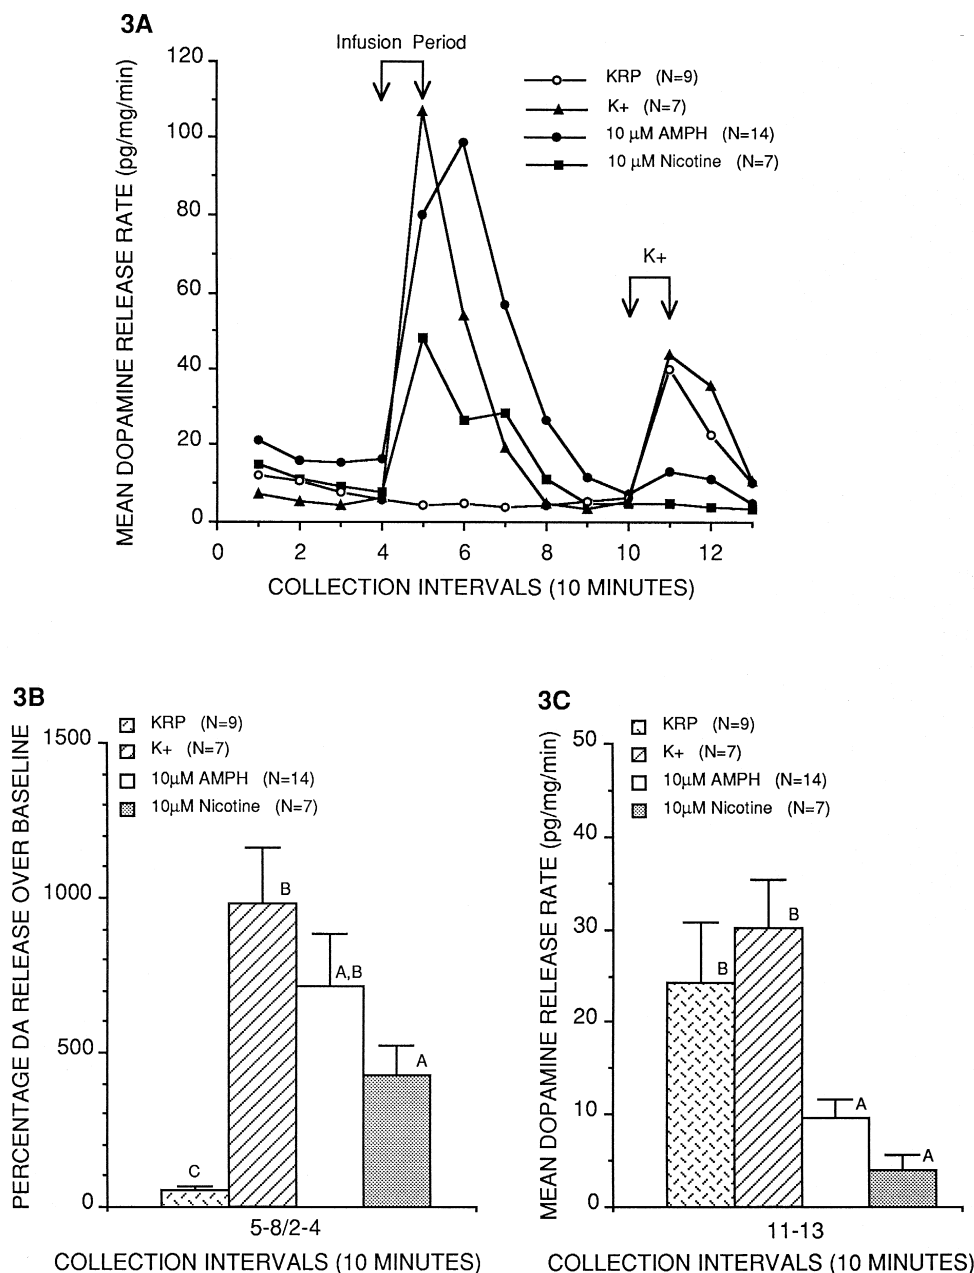 3A
Infusion Period
120
100
80
60
40
20
0
MEAN DOPAMINE RELEASE RATE (pg/mg/min)
KRP (N=9)
K+ (N=7)
10 µM AMPH (N=14)
10 µM Nicotine (N=7)
K+
0 2 4 6 8 10 12
COLLECTION INTERVALS (10 MINUTES)
3B
KRP (N=9)
K+ (N=7)
10µM AMPH (N=14)
10µM Nicotine (N=7)
1500
1000
500
0
PERCENTAGE DA RELEASE OVER BASELINE
C
B
A,B
A
5-8/2-4
COLLECTION INTERVALS (10 MINUTES)
3C
KRP (N=9)
K+ (N=7)
10µM AMPH (N=14)
10µM Nicotine (N=7)
50
40
30
20
10
0
MEAN DOPAMINE RELEASE RATE (pg/mg/min)
B
B
A
A
11-13
COLLECTION INTERVALS (10 MINUTES)